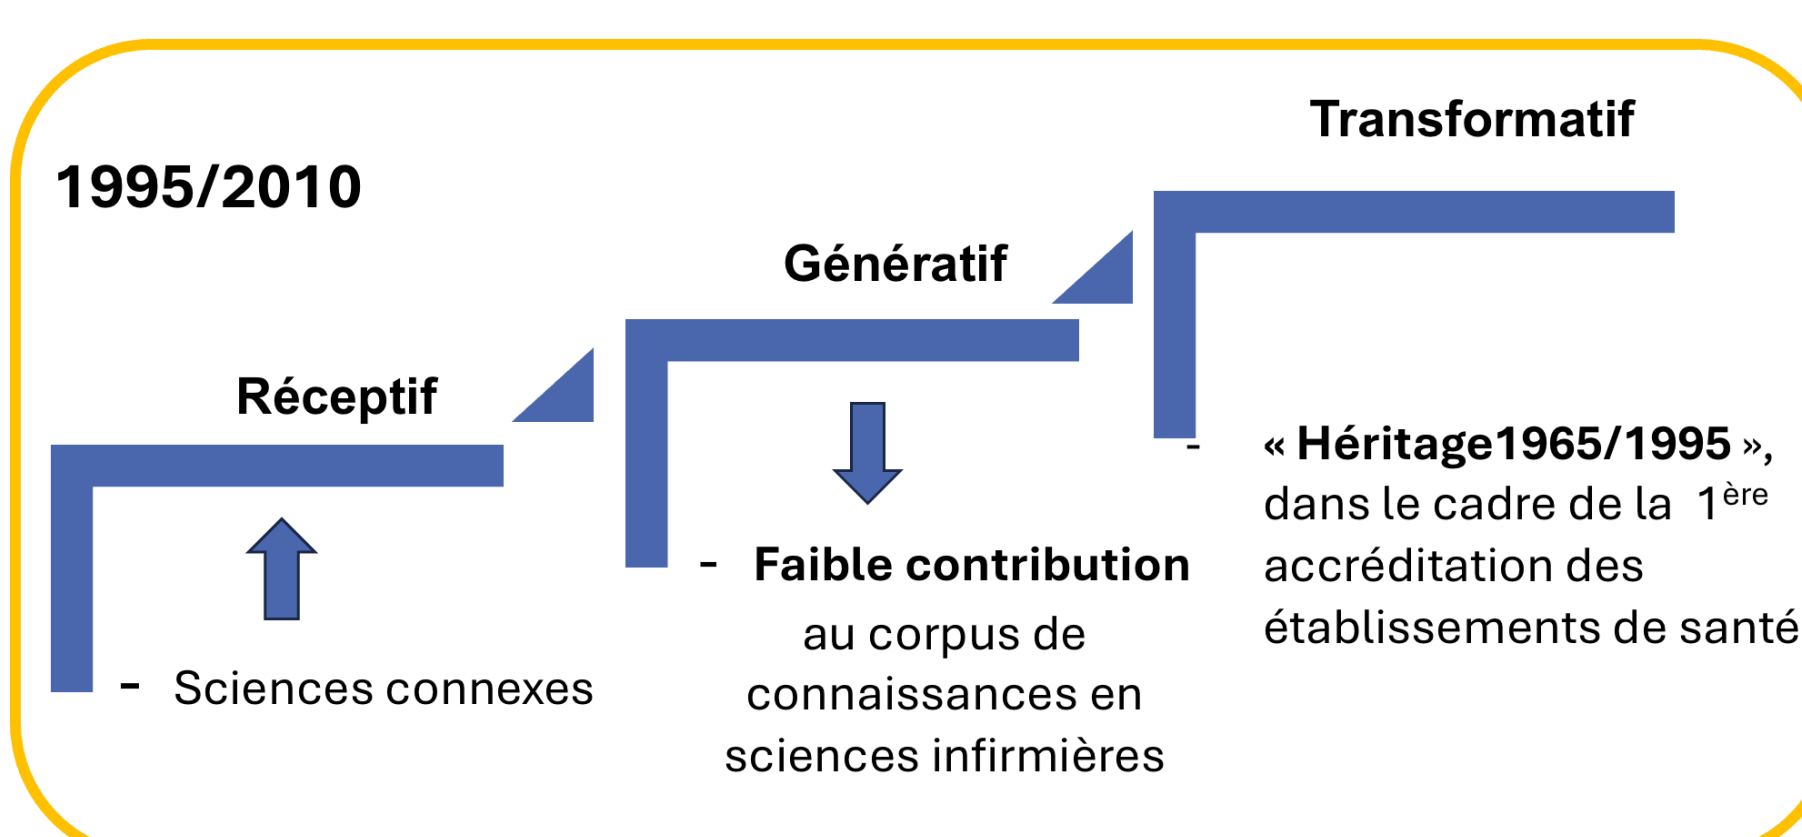 1995/2010
Réceptif
- Sciences connexes
Génératif
- Faible contribution
au corpus de
connaissances en
sciences infirmières
Transformatif
- « Héritage1965/1995 »,
dans le cadre de la 1ère
accréditation des
établissements de santé